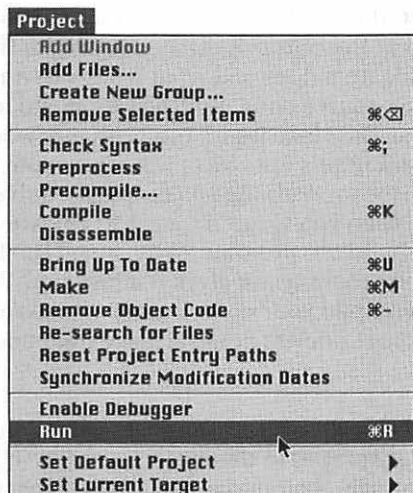 Project
Add Window
Add Files...
Create New Group...
Remove Selected Items ⌘⌫
Check Syntax ⌘;
Preprocess
Precompile...
Compile ⌘K
Disassemble
Bring Up To Date ⌘U
Make ⌘M
Remove Object Code ⌘-
Re-search for Files
Reset Project Entry Paths
Synchronize Modification Dates
Enable Debugger
Run ⌘R
Set Default Project ▶
Set Current Target ▶